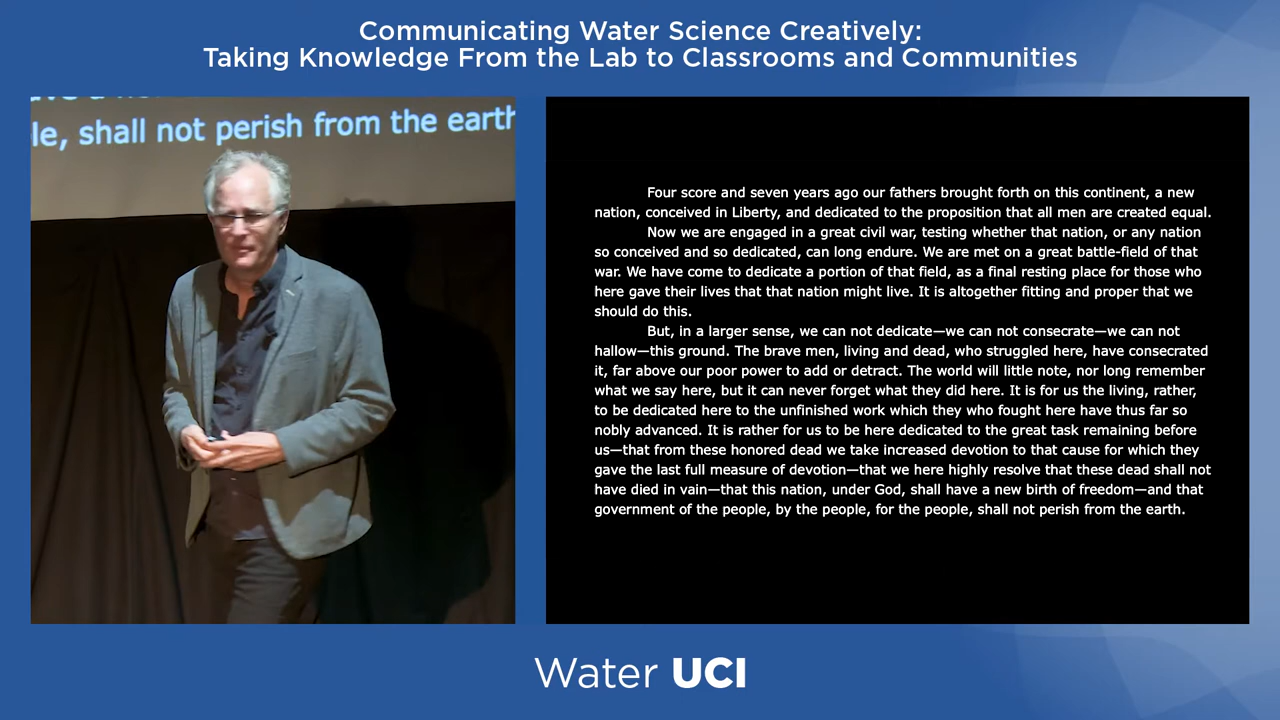 Communicating Water Science Creatively:
Taking Knowledge From the Lab to Classrooms and Communities
le, shall not perish from the earth
Four score and seven years ago our fathers brought forth on this continent, a new
nation, conceived in Liberty, and dedicated to the proposition that all men are created equal.
Now we are engaged in a great civil war, testing whether that nation, or any nation
so conceived and so dedicated, can long endure. We are met on a great battle-field of that
war. We have come to dedicate a portion of that field, as a final resting place for those who
here gave their lives that that nation might live. It is altogether fitting and proper that we
should do this.
But, in a larger sense, we can not dedicate—we can not consecrate—we can not
hallow—this ground. The brave men, living and dead, who struggled here, have consecrated
it, far above our poor power to add or detract. The world will little note, nor long remember
what we say here, but it can never forget what they did here. It is for us the living, rather,
to be dedicated here to the unfinished work which they who fought here have thus far so
nobly advanced. It is rather for us to be here dedicated to the great task remaining before
us—that from these honored dead we take increased devotion to that cause for which they
gave the last full measure of devotion—that we here highly resolve that these dead shall not
have died in vain—that this nation, under God, shall have a new birth of freedom—and that
government of the people, by the people, for the people, shall not perish from the earth.
Water UCI